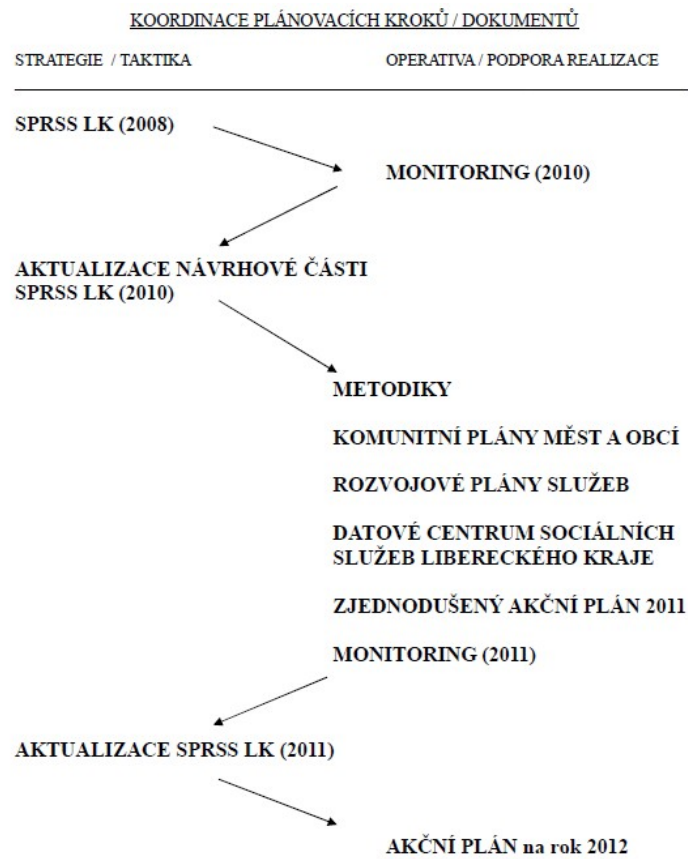 KOORDINACE PLÁNOVACÍCH KROKŮ / DOKUMENTŮ
STRATEGIE / TAKTIKA
OPERATIVA / PODPORA REALIZACE
SPRSS LK (2008)
MONITORING (2010)
AKTUALIZACE NÁVRHOVÉ ČÁSTI
SPRSS LK (2010)
METODIKY
KOMUNITNÍ PLÁNY MĚST A OBCÍ
ROZVOJOVÉ PLÁNY SLUŽEB
DATOVÉ CENTRUM SOCIÁLNÍCH
SLUŽEB LIBERECKÉHO KRAJE
ZJEDNODUŠENÝ AKČNÍ PLÁN 2011
MONITORING (2011)
AKTUALIZACE SPRSS LK (2011)
AKČNÍ PLÁN na rok 2012